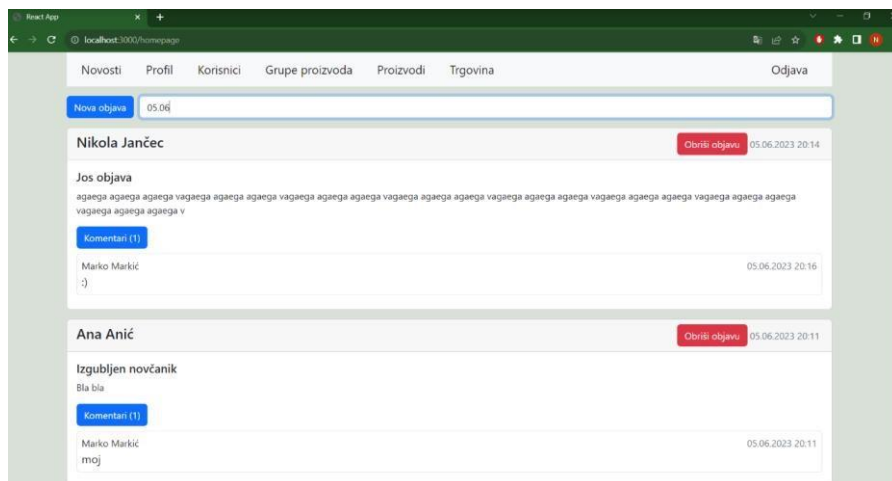 React App
localhost:3000/homepage
N
Novosti Profil Korisnici Grupe proizvoda Proizvodi Trgovina Odjava
Nova objava 05.06
Nikola Jančec Obriši objavu 05.06.2023 20:14
Jos objava
agaega agaega agaega vagaega agaega agaega vagaega agaega agaega vagaega agaega agaega vagaega agaega agaega vagaega agaega agaega vagaega agaega agaega
vagaega agaega agaega v
Komentari (1)
Marko Markić 05.06.2023 20:16
:)
Ana Anić Obriši objavu 05.06.2023 20:11
Izgubljen novčanik
Bla bla
Komentari (1)
Marko Markić 05.06.2023 20:11
moj